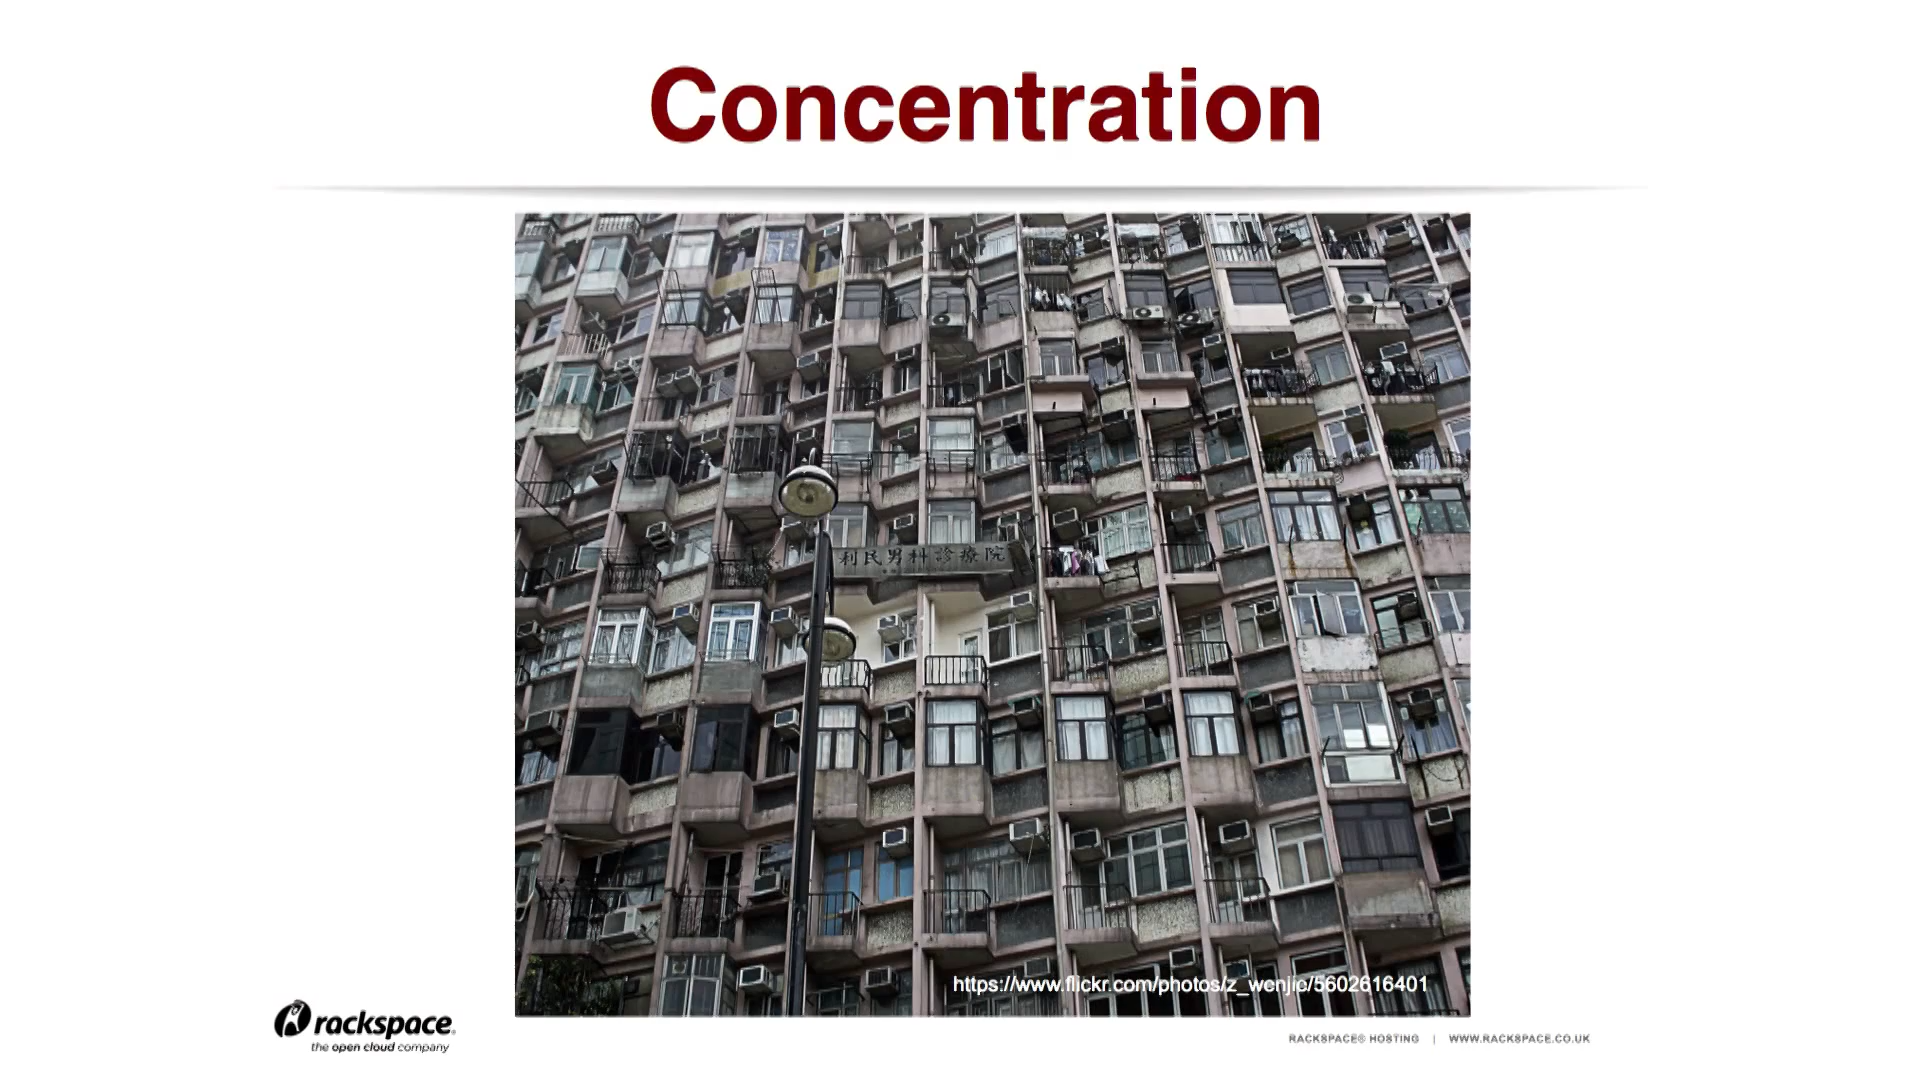 Concentration
利民男科診療院
https://www.flickr.com/photos/z_wenjie/5602616401
rackspace®
the open cloud company
RACKSPACE® HOSTING | WWW.RACKSPACE.CO.UK